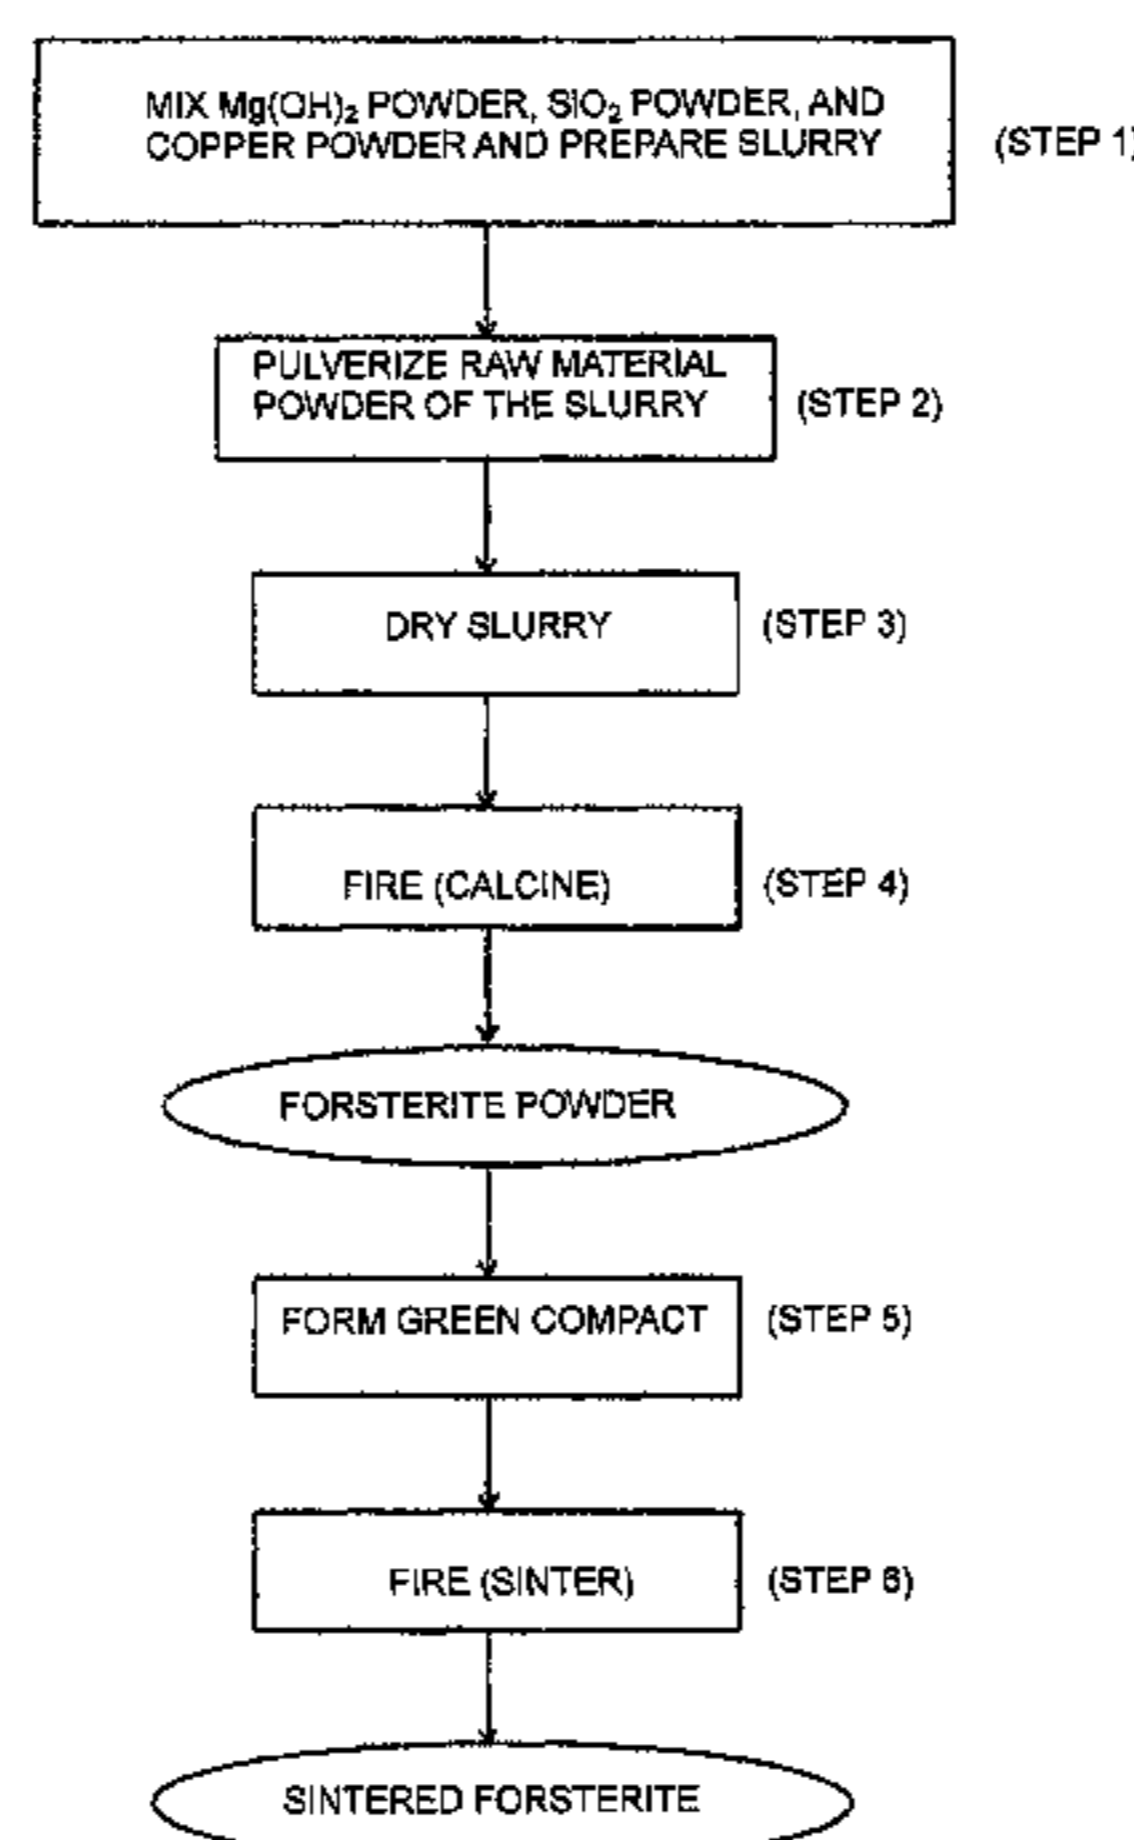 MIX Mg(OH)₂ POWDER, SiO₂ POWDER, AND
COPPER POWDER AND PREPARE SLURRY
(STEP 1)
PULVERIZE RAW MATERIAL
POWDER OF THE SLURRY
(STEP 2)
DRY SLURRY
(STEP 3)
FIRE (CALCINE)
(STEP 4)
FORSTERITE POWDER
FORM GREEN COMPACT
(STEP 5)
FIRE (SINTER)
(STEP 6)
SINTERED FORSTERITE